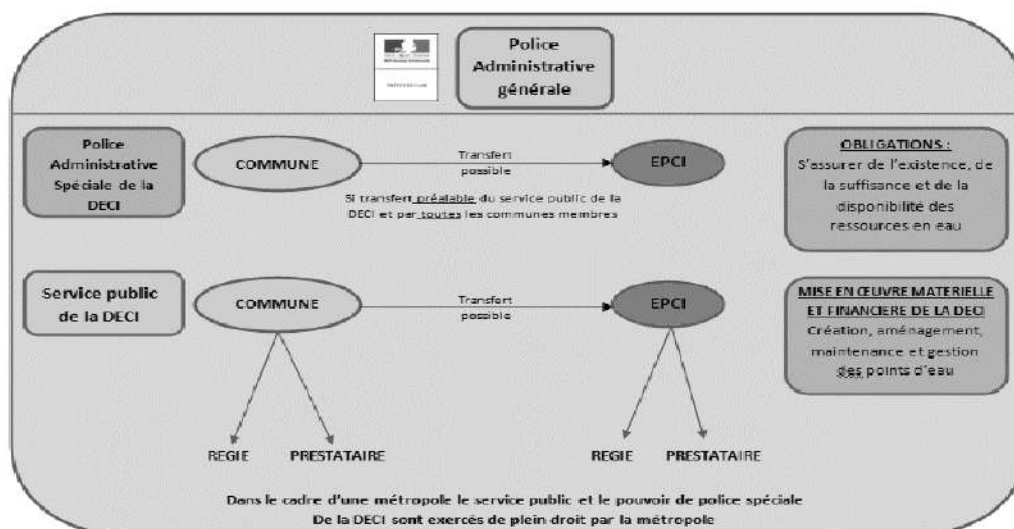 Police
Administrative
générale
Police
Administrative
Spéciale de la
DECI
COMMUNE
Transfert
possible
EPCI
Si transfert préalable du service public de la
DECI et par toutes les communes membres
OBLIGATIONS :
S'assurer de l'existence, de
la suffisance et de la
disponibilité des
ressources en eau
Service public
de la DECI
COMMUNE
Transfert
possible
EPCI
MISE EN ŒUVRE MATERIELLE
ET FINANCIERE DE LA DECI
Création, aménagement,
maintenance et gestion
des points d'eau
REGIE
PRESTATAIRE
REGIE
PRESTATAIRE
Dans le cadre d'une métropole le service public et le pouvoir de police spéciale
De la DECI sont exercés de plein droit par la métropole